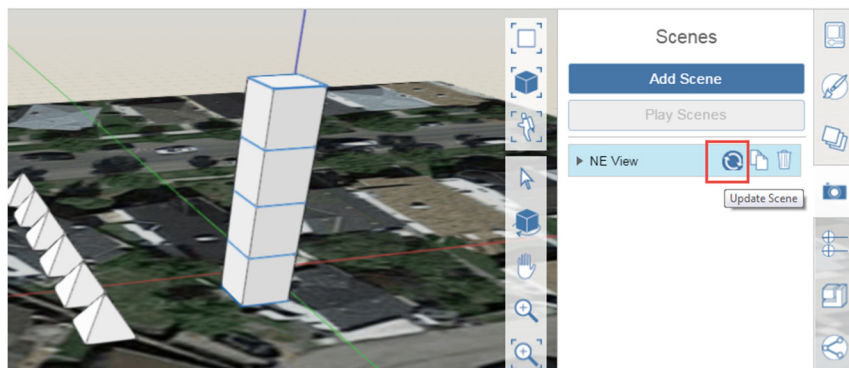 Scenes
Add Scene
Play Scenes
NE View
Update Scene